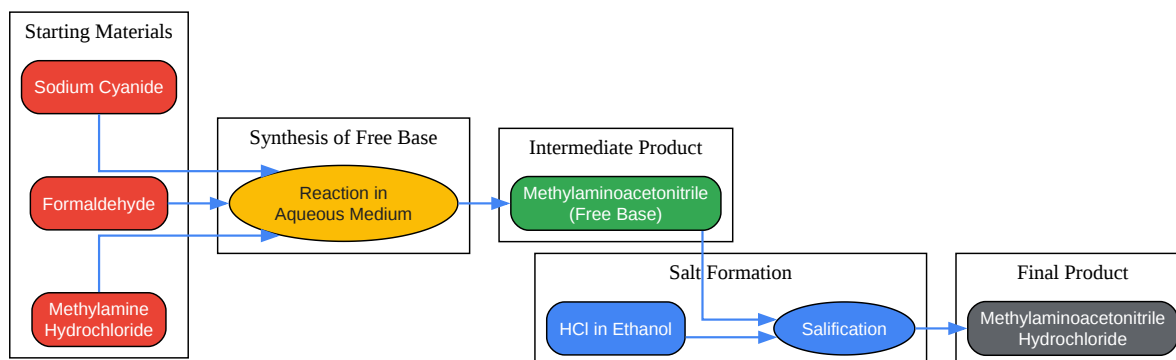 Starting Materials
Sodium Cyanide
Formaldehyde
Methylamine
Hydrochloride
Synthesis of Free Base
Reaction in
Aqueous Medium
Intermediate Product
Methylaminoacetonitrile
(Free Base)
Salt Formation
HCl in Ethanol
Salification
Final Product
Methylaminoacetonitrile
Hydrochloride